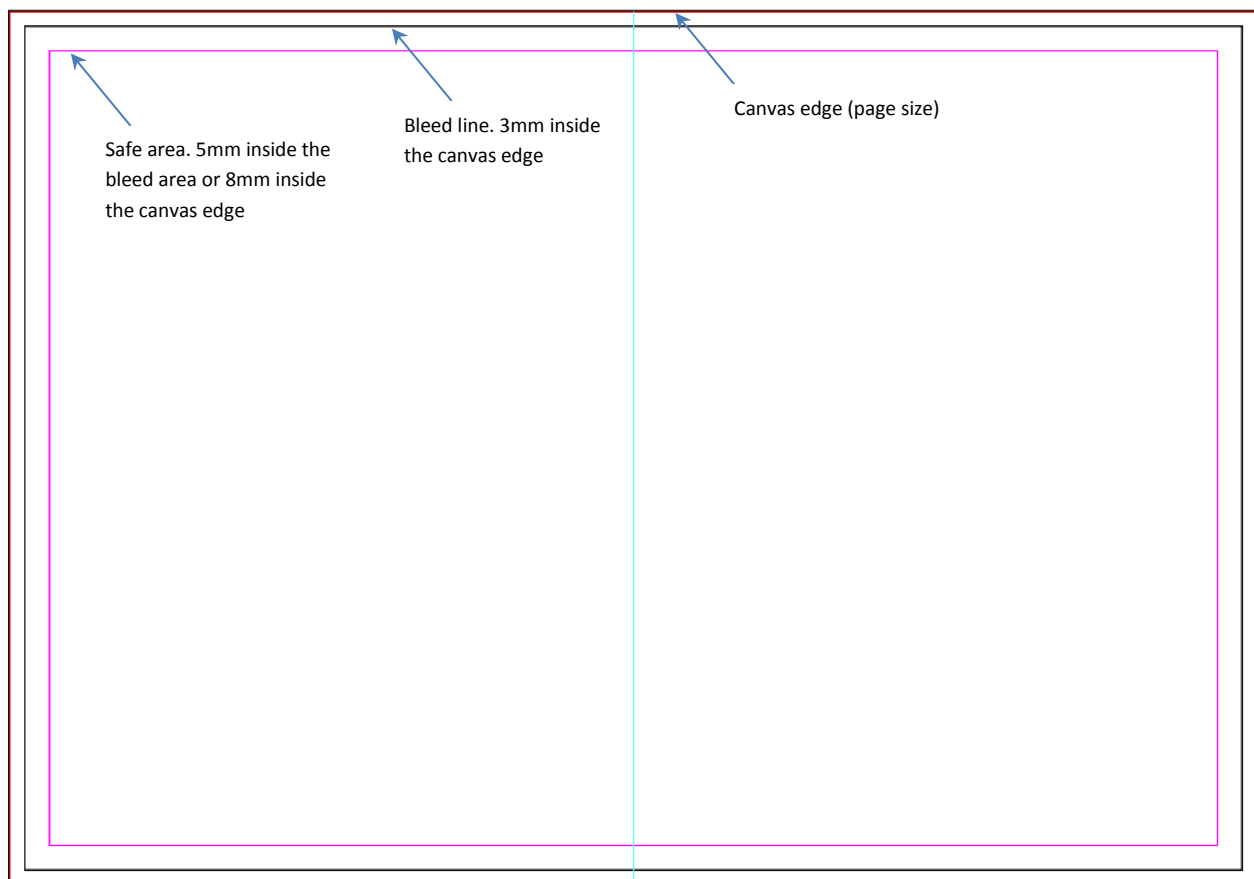 Canvas edge (page size)
Bleed line. 3mm inside
the canvas edge
Safe area. 5mm inside the
bleed area or 8mm inside
the canvas edge